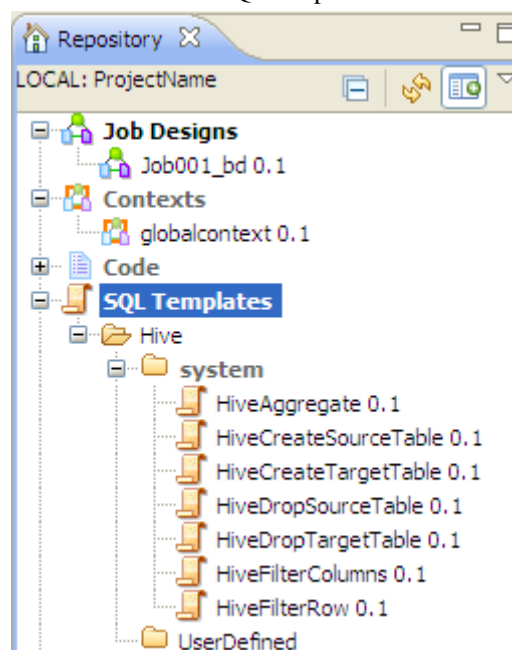 Repository
LOCAL: ProjectName
Job Designs
Job001_bd 0.1
Contexts
globalcontext 0.1
Code
SQL Templates
Hive
system
HiveAggregate 0.1
HiveCreateSourceTable 0.1
HiveCreateTargetTable 0.1
HiveDropSourceTable 0.1
HiveDropTargetTable 0.1
HiveFilterColumns 0.1
HiveFilterRow 0.1
UserDefined